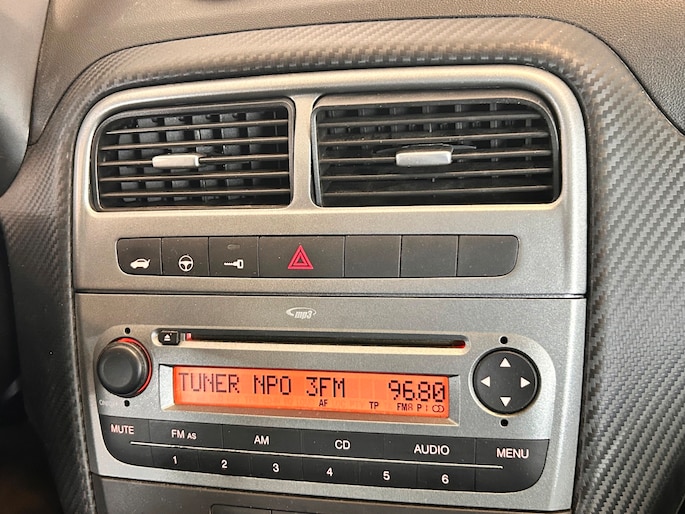 mp3
TUNER NPO 3FM 96.80
AF TP FMA P1
MUTE FM AS AM CD AUDIO MENU
1 2 3 4 5 6